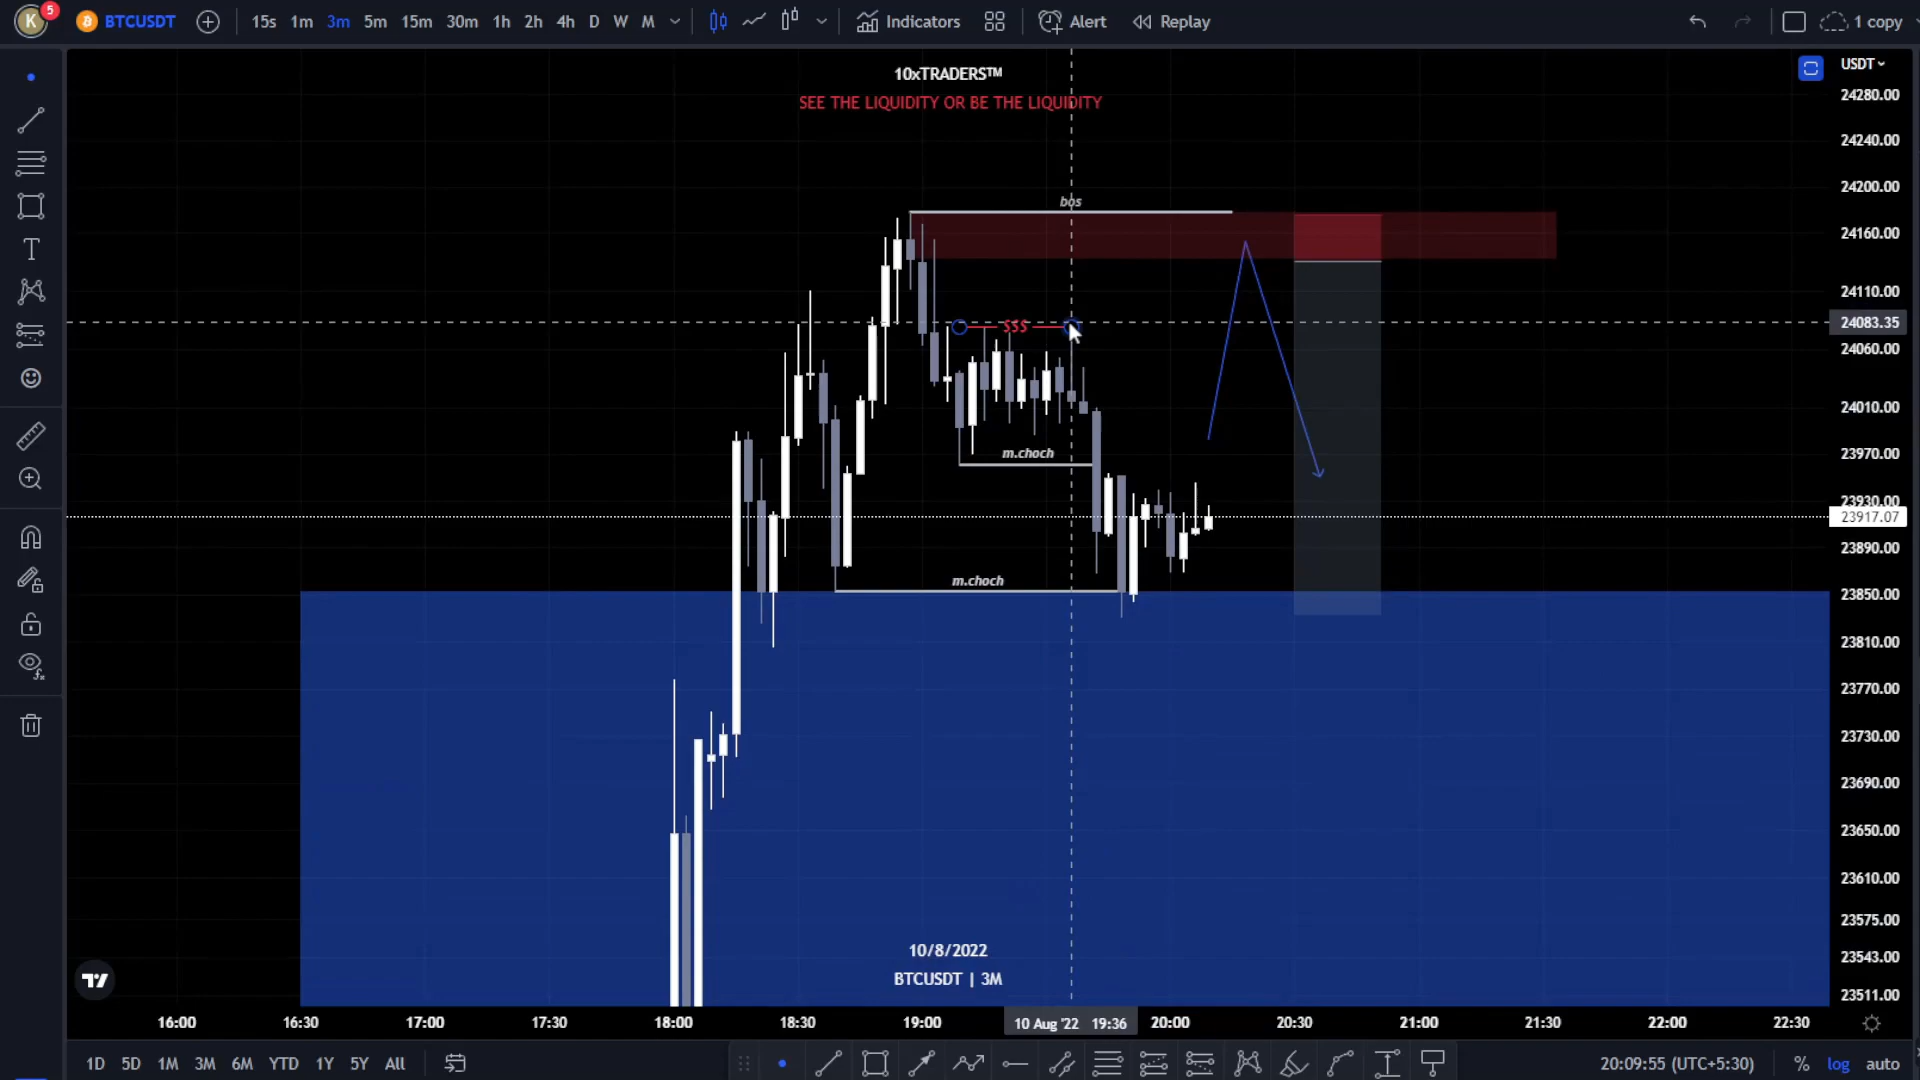 K 5 BTCUSDT 15s 1m 3m 5m 15m 30m 1h 2h 4h D W M Indicators Alert Replay 1 copy
10xTRADERS™
SEE THE LIQUIDITY OR BE THE LIQUIDITY
USDT
24280.00
24240.00
24200.00
bos
24160.00
24110.00
$$$
24083.35
24060.00
24010.00
m.choch
23970.00
23930.00
23917.07
23890.00
m.choch
23850.00
23810.00
23770.00
23730.00
23690.00
23650.00
23610.00
23575.00
10/8/2022
23543.00
BTCUSDT | 3M
23511.00
16:00 16:30 17:00 17:30 18:00 18:30 19:00 10 Aug '22 19:36 20:00 20:30 21:00 21:30 22:00 22:30
1D 5D 1M 3M 6M YTD 1Y 5Y All 20:09:55 (UTC+5:30) % log auto